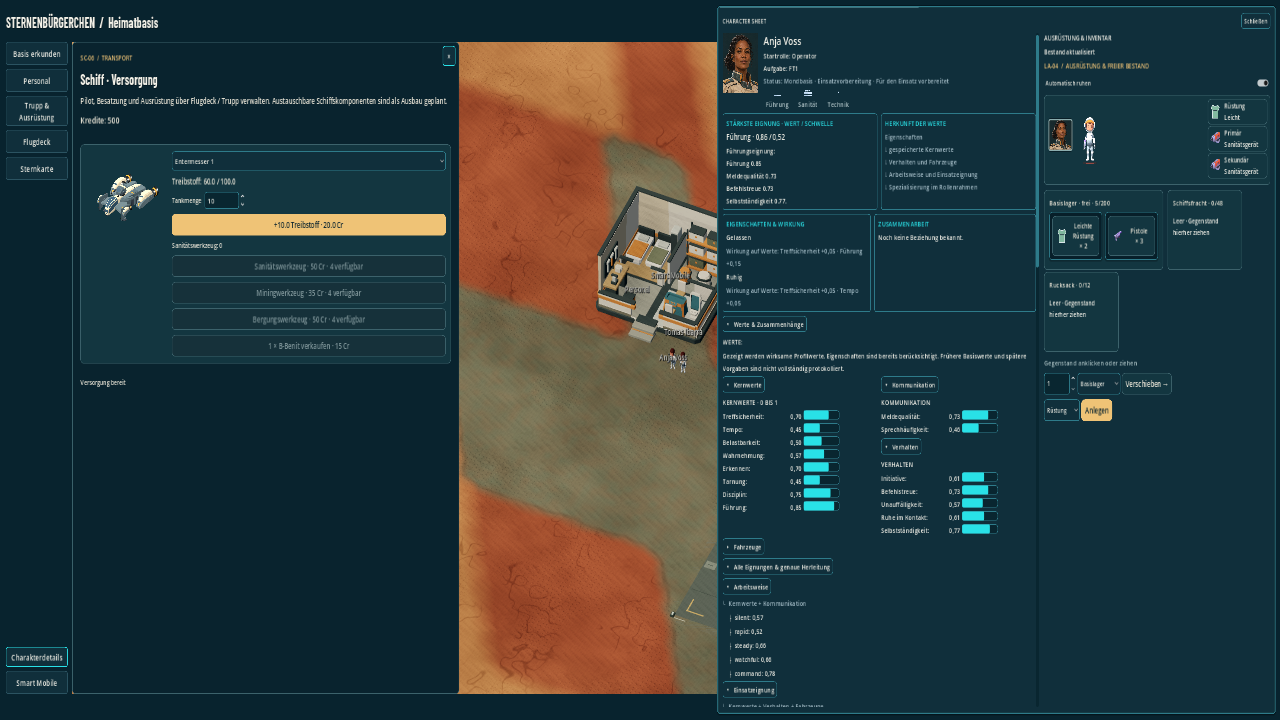 STERNENBÜRGERCHEN / Heimatbasis
Basis erkunden
Personal
Trupp &
Ausrüstung
Flugdeck
Sternkarte
Charakterdetails
Smart Mobile
SC-06 / TRANSPORT
x
Schiff · Versorgung
Pilot, Besatzung und Ausrüstung über Flugdeck / Trupp verwalten. Austauschbare Schiffskomponenten sind als Ausbau geplant.
Kredite: 500
Entermesser 1
Treibstoff: 60.0 / 100.0
Tankmenge 10
+10.0 Treibstoff · 20.0 Cr
Sanitätswerkzeug: 0
Sanitätswerkzeug · 50 Cr · 4 verfügbar
Miningwerkzeug · 35 Cr · 4 verfügbar
Bergungswerkzeug · 50 Cr · 4 verfügbar
1 × B-Benit verkaufen · 15 Cr
Versorgung bereit
Smart Mobile
Personal
Tomas Ibarra
Anja Voss
CHARACTER SHEET
Schließen
Anja Voss
Startrolle: Operator
Aufgabe: FT1
Status: Mondbasis · Einsatzvorbereitung · Für den Einsatz vorbereitet
Führung
Sanität
Technik
STÄRKSTE EIGNUNG · WERT / SCHWELLE
Führung · 0,86 / 0,52
Führungseignung:
Führung 0.85
Meldequalität 0.73
Befehlstreue 0.73
Selbstständigkeit 0.77.
HERKUNFT DER WERTE
Eigenschaften
↓ gespeicherte Kernwerte
↓ Verhalten und Fahrzeuge
↓ Arbeitsweise und Einsatzeignung
↓ Spezialisierung im Rollenrahmen
EIGENSCHAFTEN & WIRKUNG
Gelassen
Wirkung auf Werte: Treffsicherheit +0,05 · Führung
+0,15
Ruhig
Wirkung auf Werte: Treffsicherheit +0,05 · Tempo
+0,05
ZUSAMMENARBEIT
Noch keine Beziehung bekannt.
Werte & Zusammenhänge
WERTE:
Gezeigt werden wirksame Profilwerte. Eigenschaften sind bereits berücksichtigt. Frühere Basiswerte und spätere
Vorgaben sind nicht vollständig protokolliert.
Kernwerte
KERNWERTE · 0 BIS 1
Treffsicherheit: 0,70
Tempo: 0,45
Belastbarkeit: 0,50
Wahrnehmung: 0,57
Erkennen: 0,70
Tarnung: 0,45
Disziplin: 0,75
Führung: 0,85
Kommunikation
KOMMUNIKATION
Meldequalität: 0,73
Sprechhäufigkeit: 0,46
Verhalten
VERHALTEN
Initiative: 0,61
Befehlstreue: 0,73
Unauffälligkeit: 0,57
Ruhe im Kontakt: 0,61
Selbstständigkeit: 0,77
Fahrzeuge
Alle Eignungen & genaue Herleitung
Arbeitsweise
Kernwerte + Kommunikation
silent: 0,57
rapid: 0,52
steady: 0,66
watchful: 0,66
command: 0,78
Einsatzeignung
Kernwerte + Verhalten + Fahrzeuge
AUSRÜSTUNG & INVENTAR
Bestand aktualisiert
LA-04 / AUSRÜSTUNG & FREIER BESTAND
Automatisch ruhen
Rüstung
Leicht
Primär
Sanitätsgerät
Sekundär
Sanitätsgerät
Basislager · frei · 5/200
Leichte
Rüstung
× 2
Pistole
× 3
Schiffsfracht · 0/48
Leer · Gegenstand
hierher ziehen
Rucksack · 0/12
Leer · Gegenstand
hierher ziehen
Gegenstand anklicken oder ziehen
1
Basislager
Verschieben →
Rüstung
Anlegen